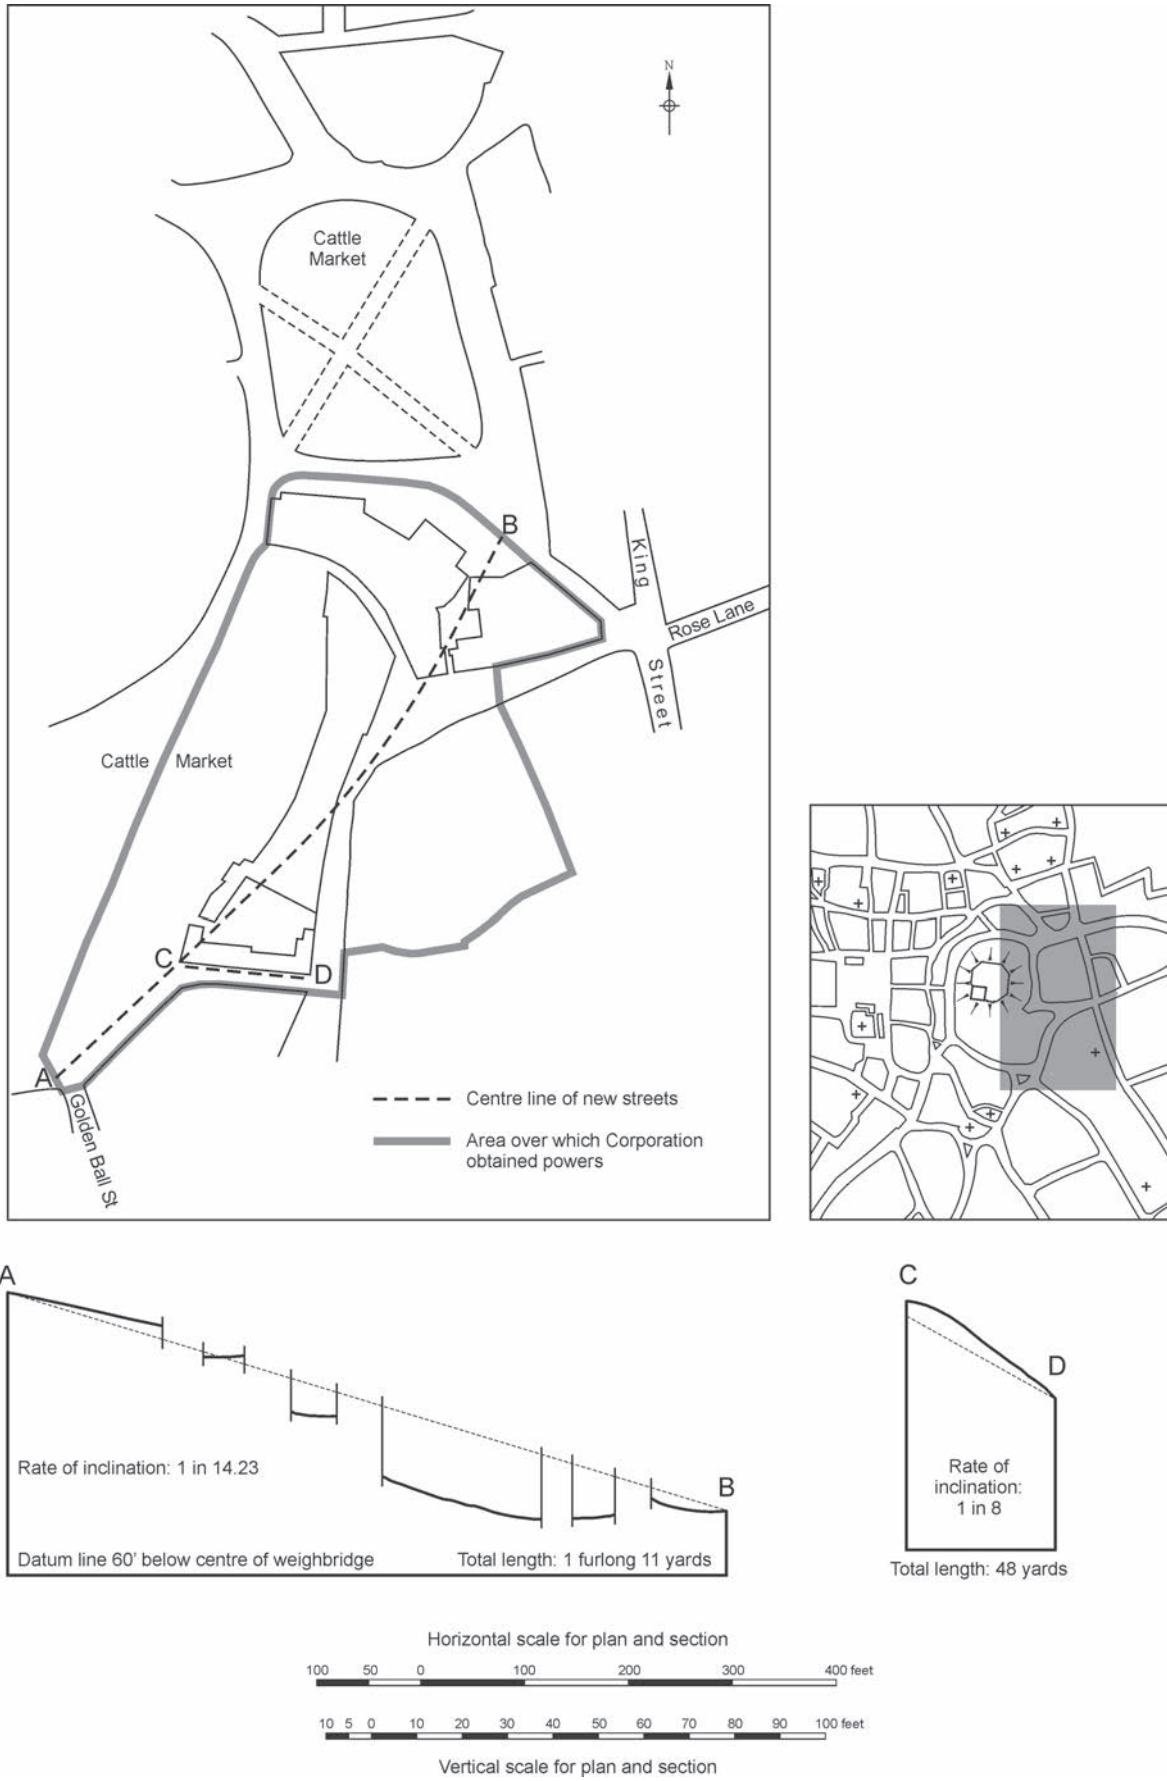 N
Cattle
Market
B
King
Street
Rose Lane
Cattle Market
C
D
A
Golden Ball St
Centre line of new streets
Area over which Corporation
obtained powers
A
Rate of inclination: 1 in 14.23
B
Datum line 60' below centre of weighbridge
Total length: 1 furlong 11 yards
C
D
Rate of
inclination:
1 in 8
Total length: 48 yards
Horizontal scale for plan and section
100 50 0 100 200 300 400 feet
10 5 0 10 20 30 40 50 60 70 80 90 100 feet
Vertical scale for plan and section